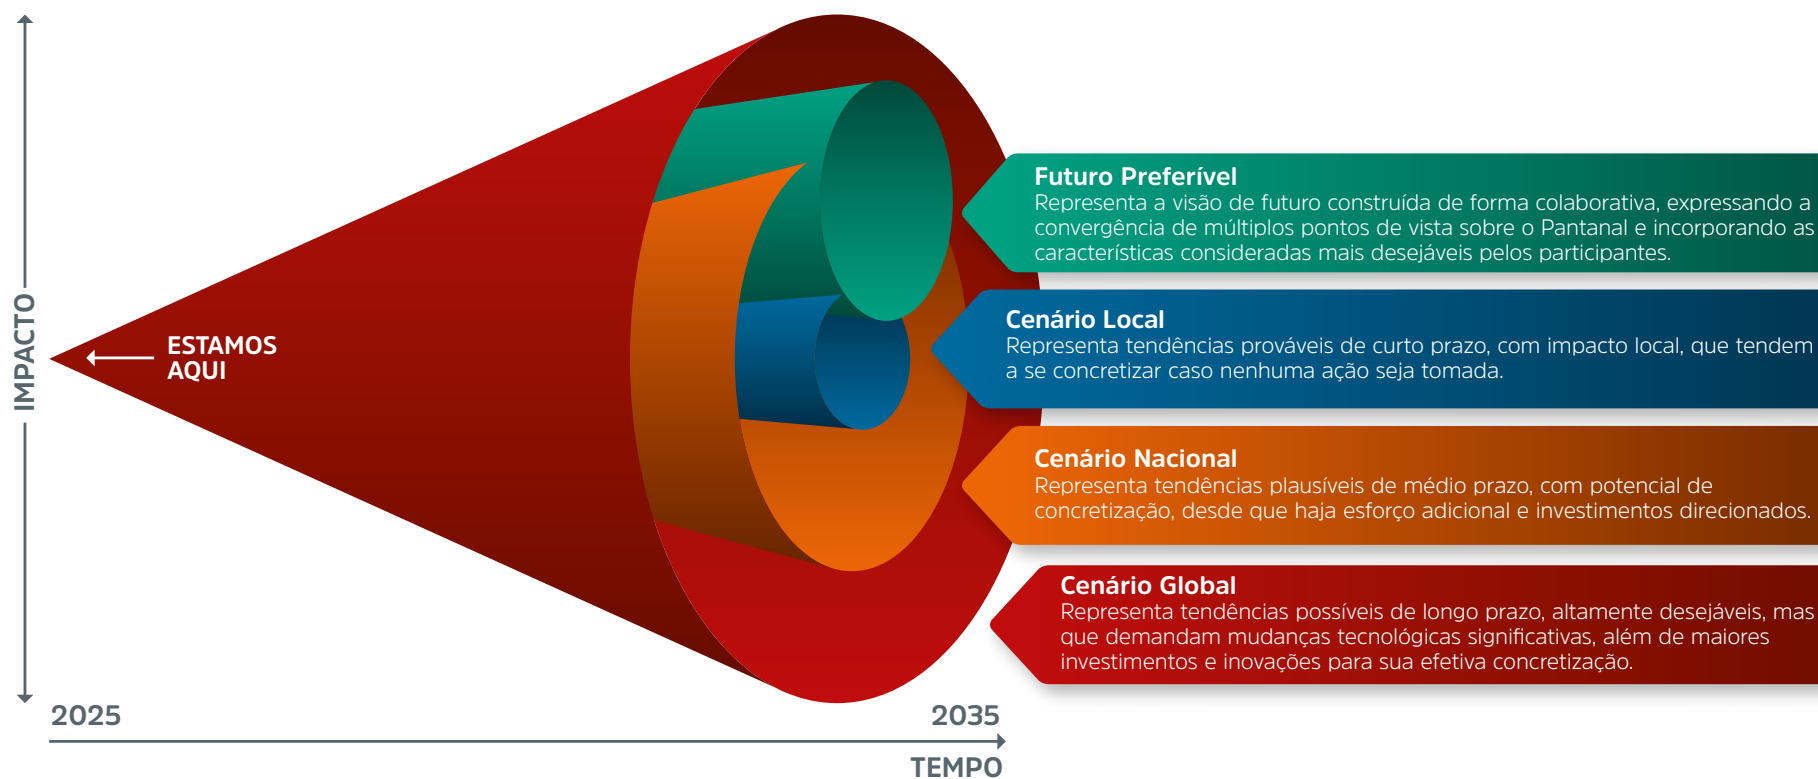 IMPACTO
ESTAMOS
AQUI
Futuro Preferível
Representa a visão de futuro construída de forma colaborativa, expressando a
convergência de múltiplos pontos de vista sobre o Pantanal e incorporando as
características consideradas mais desejáveis pelos participantes.
Cenário Local
Representa tendências prováveis de curto prazo, com impacto local, que tendem
a se concretizar caso nenhuma ação seja tomada.
Cenário Nacional
Representa tendências plausíveis de médio prazo, com potencial de
concretização, desde que haja esforço adicional e investimentos direcionados.
Cenário Global
Representa tendências possíveis de longo prazo, altamente desejáveis, mas
que demandam mudanças tecnológicas significativas, além de maiores
investimentos e inovações para sua efetiva concretização.
2025
2035
TEMPO